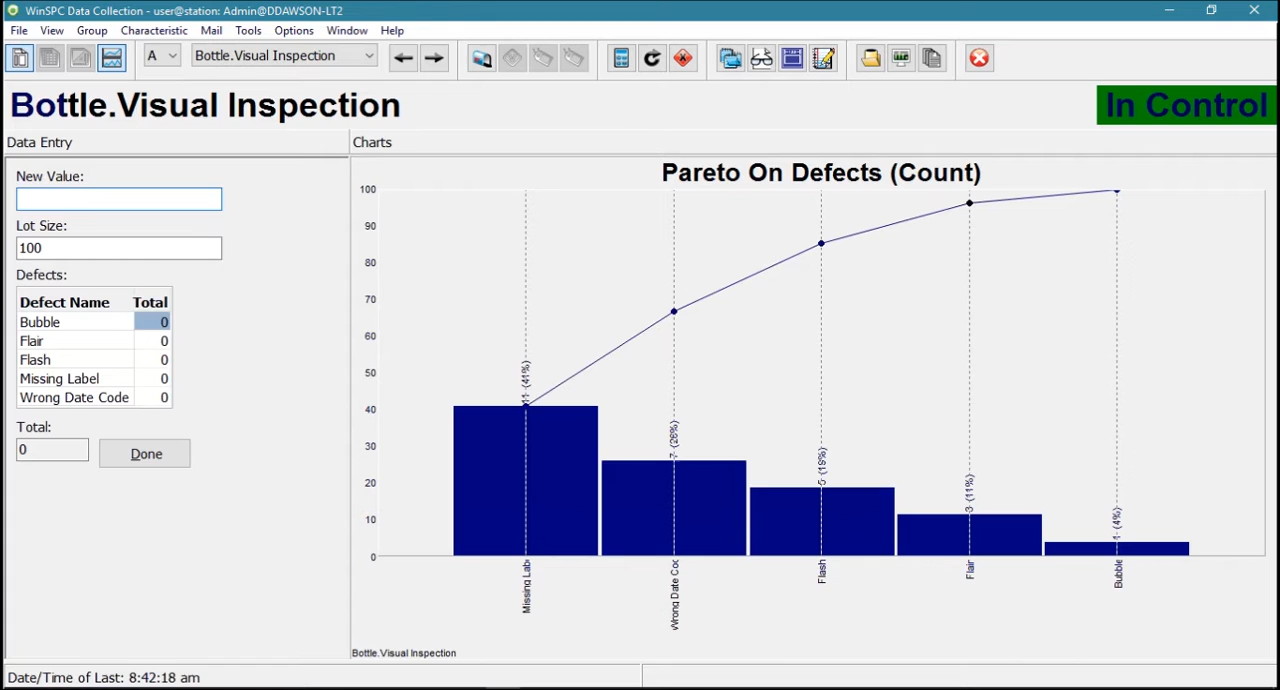 WinSPC Data Collection - user@station: Admin@DDAWSON-LT2
File View Group Characteristic Mail Tools Options Window Help
A Bottle.Visual Inspection
Bottle.Visual Inspection In Control
Data Entry Charts
New Value:
Lot Size:
100
Defects:
Defect Name Total
Bubble 0
Flair 0
Flash 0
Missing Label 0
Wrong Date Code 0
Total:
0 Done
Pareto On Defects (Count)
100
90
80
70
60
50
40
30
20
10
0
11 (41%)
7 (26%)
5 (19%)
3 (11%)
1 (4%)
Missing Lab
Wrong Date Coc
Flash
Flair
Bubble
Bottle.Visual Inspection
Date/Time of Last: 8:42:18 am